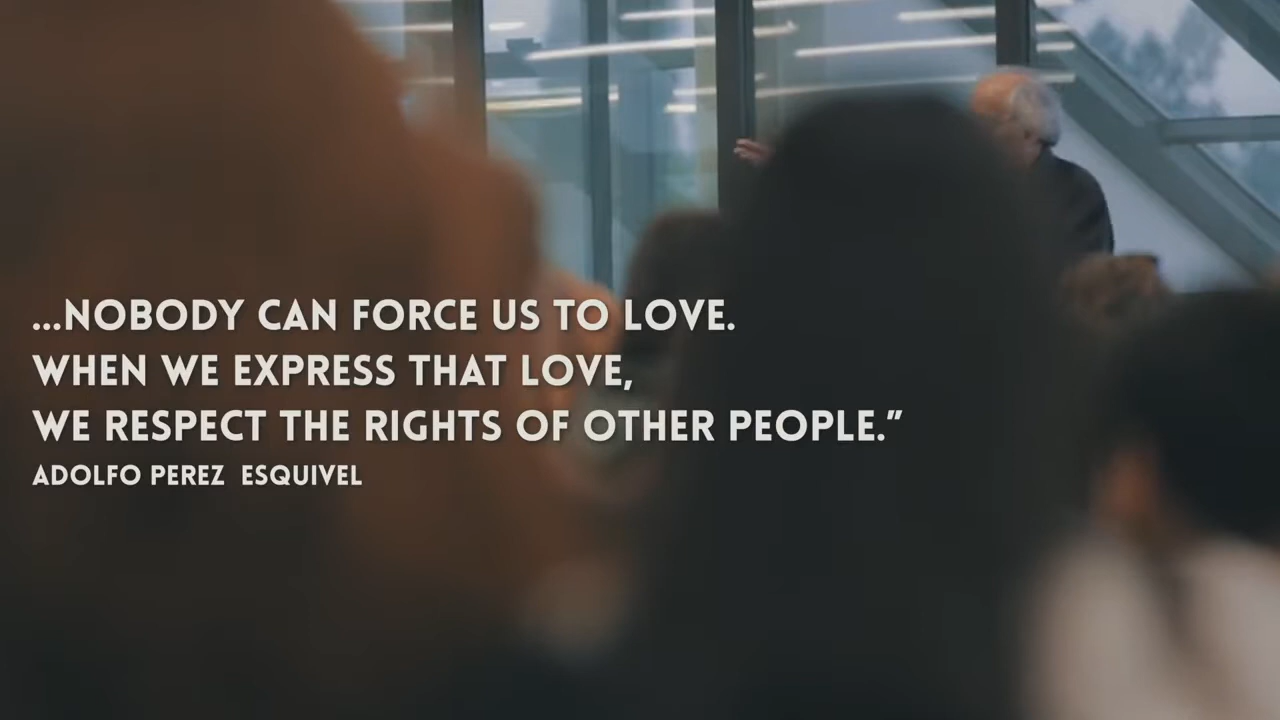 ...NOBODY CAN FORCE US TO LOVE.
WHEN WE EXPRESS THAT LOVE,
WE RESPECT THE RIGHTS OF OTHER PEOPLE.”
ADOLFO PEREZ ESQUIVEL